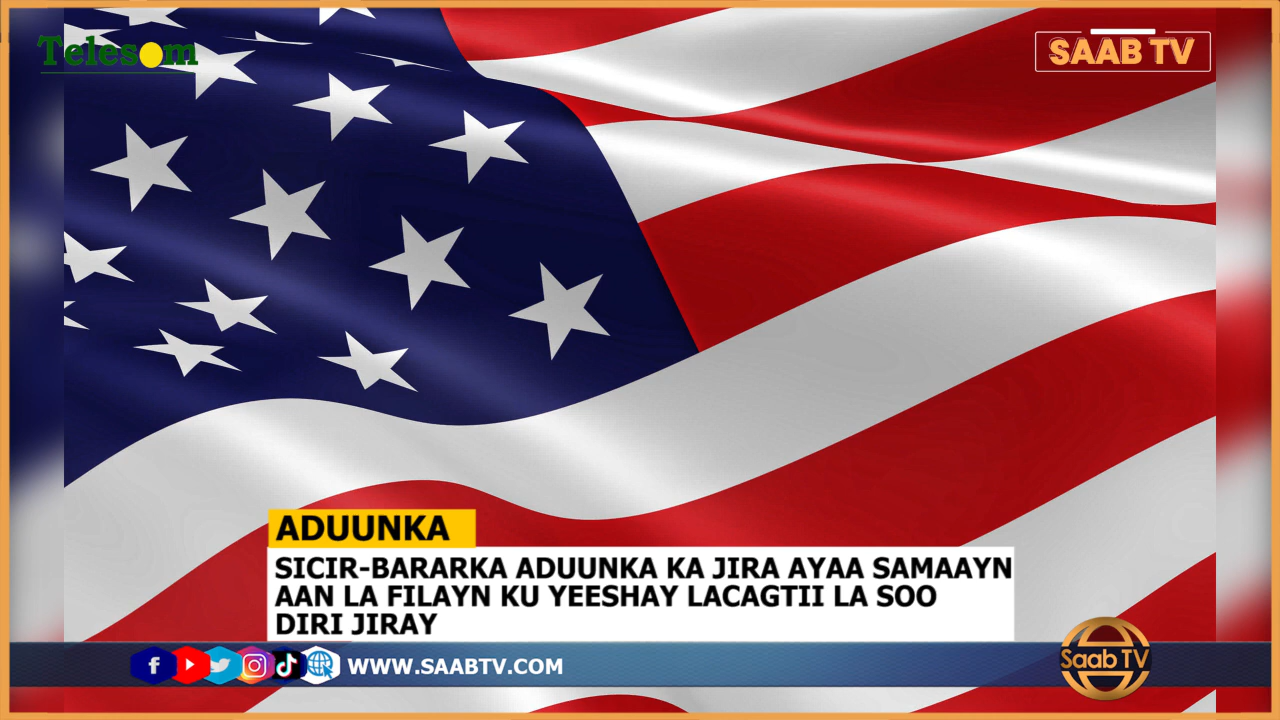 Telesom
SAAB TV
ADUUNKA
SICIR-BARARKA ADUUNKA KA JIRA AYAA SAMAAYN
AAN LA FILAYN KU YEESHAY LACAGTII LA SOO
DIRI JIRAY
WWW.SAABTV.COM
Saab TV